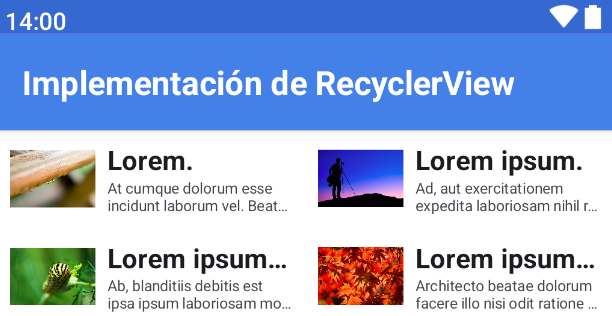 14:00
Implementación de RecyclerView
Lorem.
At cumque dolorum esse
incidunt laborum vel. Beat...
Lorem ipsum.
Ad, aut exercitationem
expedita laboriosam nihil r...
Lorem ipsum...
Ab, blanditiis debitis est
ipsa ipsum laboriosam mo...
Lorem ipsum...
Architecto beatae dolorum
facere illo nisi odit ratione ...